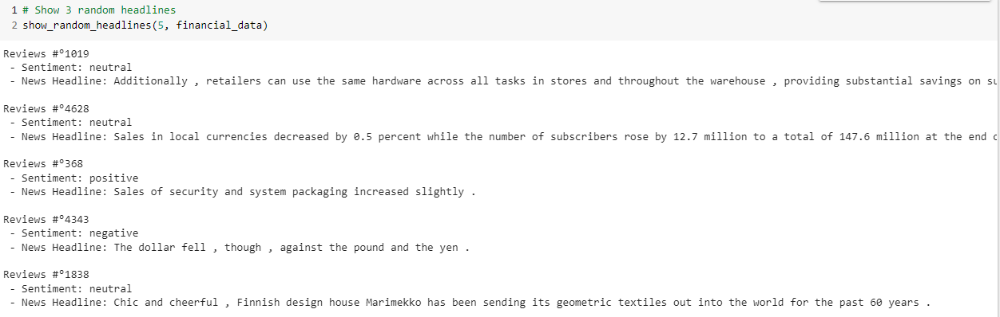 1 # Show 3 random headlines
2 show_random_headlines(5, financial_data)
Reviews #°1019
- Sentiment: neutral
- News Headline: Additionally , retailers can use the same hardware across all tasks in stores and throughout the warehouse , providing substantial savings on
Reviews #°4628
- Sentiment: neutral
- News Headline: Sales in local currencies decreased by 0.5 percent while the number of subscribers rose by 12.7 million to a total of 147.6 million at the end
Reviews #°368
- Sentiment: positive
- News Headline: Sales of security and system packaging increased slightly .
Reviews #°4343
- Sentiment: negative
- News Headline: The dollar fell , though , against the pound and the yen .
Reviews #°1838
- Sentiment: neutral
- News Headline: Chic and cheerful , Finnish design house Marimekko has been sending its geometric textiles out into the world for the past 60 years .